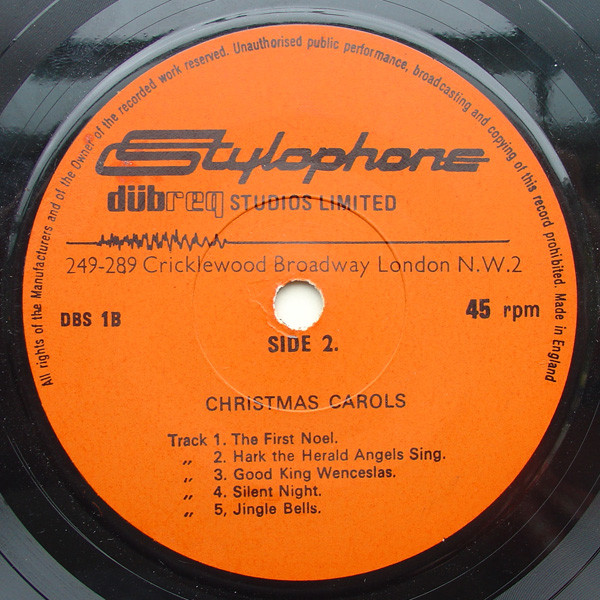 All rights of the Manufacturers and of the Owner of the recorded work reserved. Unauthorised public performance, broadcasting and copying of this record prohibited. Made in England
Stylophone
dübreq STUDIOS LIMITED
249-289 Cricklewood Broadway London N.W.2
DBS 1B
45 rpm
SIDE 2.
CHRISTMAS CAROLS
Track 1. The First Noel.
,, 2. Hark the Herald Angels Sing.
,, 3. Good King Wenceslas.
,, 4. Silent Night.
,, 5, Jingle Bells.